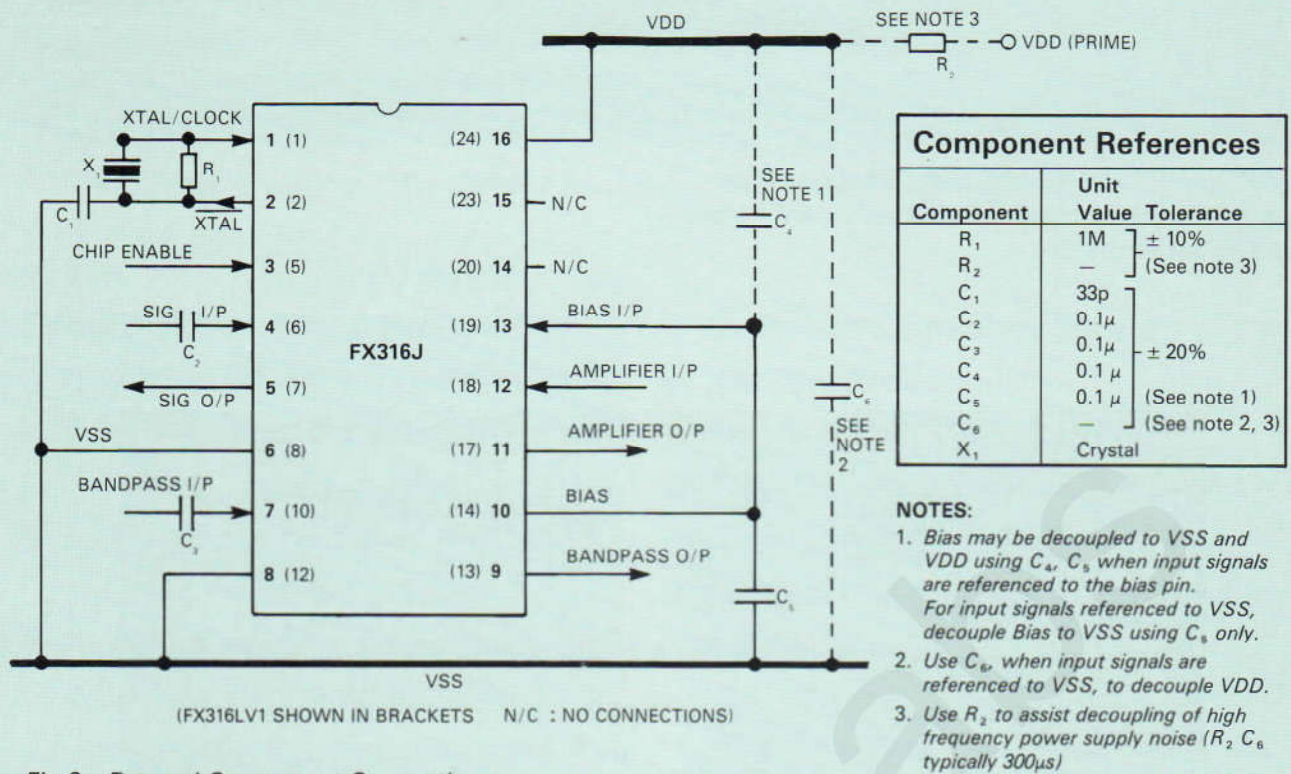 VDD
SEE NOTE 3
VDD (PRIME)
R₂
XTAL/CLOCK
X₁
R₁
C₁
XTAL
CHIP ENABLE
SIG I/P
C₂
SIG O/P
VSS
BANDPASS I/P
C₃
1 (1)
2 (2)
3 (5)
4 (6)
5 (7)
6 (8)
7 (10)
8 (12)
FX316J
(24) 16
(23) 15
(20) 14
(19) 13
(18) 12
(17) 11
(14) 10
(13) 9
N/C
N/C
BIAS I/P
AMPLIFIER I/P
AMPLIFIER O/P
BIAS
BANDPASS O/P
SEE
NOTE 1
C₄
C₆
SEE
NOTE
2
C₅
VSS
(FX316LV1 SHOWN IN BRACKETS N/C : NO CONNECTIONS)
Component References
Unit
Component Value Tolerance
R₁ 1M ± 10%
R₂ — (See note 3)
C₁ 33p
C₂ 0.1µ
C₃ 0.1µ ± 20%
C₄ 0.1 µ
C₅ 0.1 µ (See note 1)
C₆ — (See note 2, 3)
X₁ Crystal
NOTES:
1. Bias may be decoupled to VSS and
VDD using C₄, C₅ when input signals
are referenced to the bias pin.
For input signals referenced to VSS,
decouple Bias to VSS using C₅ only.
2. Use C₆, when input signals are
referenced to VSS, to decouple VDD.
3. Use R₂ to assist decoupling of high
frequency power supply noise (R₂ C₆
typically 300µs)